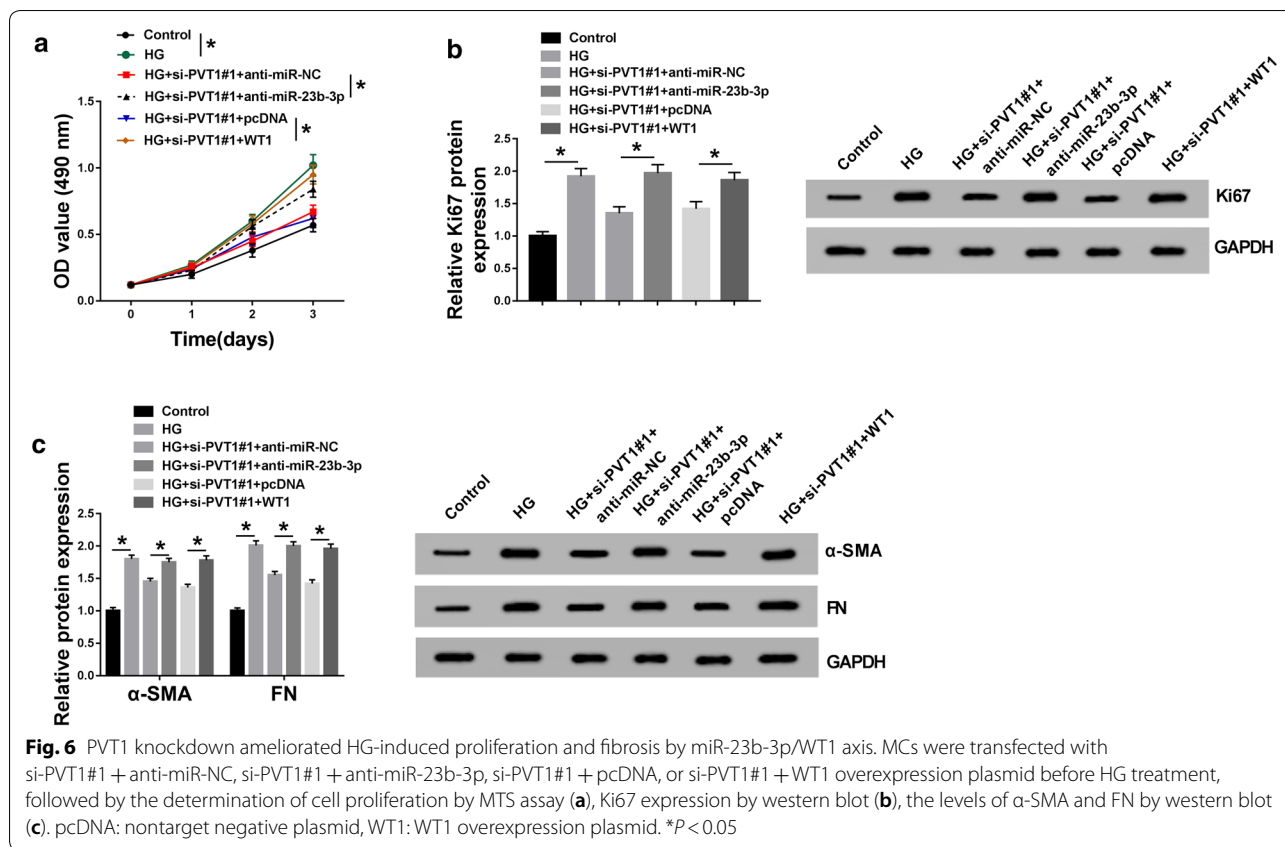 a
Control
HG
HG+si-PVT1#1+anti-miR-NC
HG+si-PVT1#1+anti-miR-23b-3p
HG+si-PVT1#1+pcDNA
HG+si-PVT1#1+WT1
*
*
*
OD value (490 nm)
1.5
1.0
0.5
0.0
0 1 2 3
Time(days)
b
Control
HG
HG+si-PVT1#1+anti-miR-NC
HG+si-PVT1#1+anti-miR-23b-3p
HG+si-PVT1#1+pcDNA
HG+si-PVT1#1+WT1
Relative Ki67 protein
expression
2.5
2.0
1.5
1.0
0.5
0.0
* * *
Control
HG
HG+si-PVT1#1+
anti-miR-NC
HG+si-PVT1#1+
anti-miR-23b-3p
HG+si-PVT1#1+
pcDNA
HG+si-PVT1#1+WT1
Ki67
GAPDH
c
Control
HG
HG+si-PVT1#1+anti-miR-NC
HG+si-PVT1#1+anti-miR-23b-3p
HG+si-PVT1#1+pcDNA
HG+si-PVT1#1+WT1
Relative protein expression
2.5
2.0
1.5
1.0
0.5
0.0
* * * * * *
α-SMA FN
Control
HG
HG+si-PVT1#1+
anti-miR-NC
HG+si-PVT1#1+
anti-miR-23b-3p
HG+si-PVT1#1+
pcDNA
HG+si-PVT1#1+WT1
α-SMA
FN
GAPDH
Fig. 6 PVT1 knockdown ameliorated HG-induced proliferation and fibrosis by miR-23b-3p/WT1 axis. MCs were transfected with
si-PVT1#1 + anti-miR-NC, si-PVT1#1 + anti-miR-23b-3p, si-PVT1#1 + pcDNA, or si-PVT1#1 + WT1 overexpression plasmid before HG treatment,
followed by the determination of cell proliferation by MTS assay (a), Ki67 expression by western blot (b), the levels of α-SMA and FN by western blot
(c). pcDNA: nontarget negative plasmid, WT1: WT1 overexpression plasmid. *P < 0.05